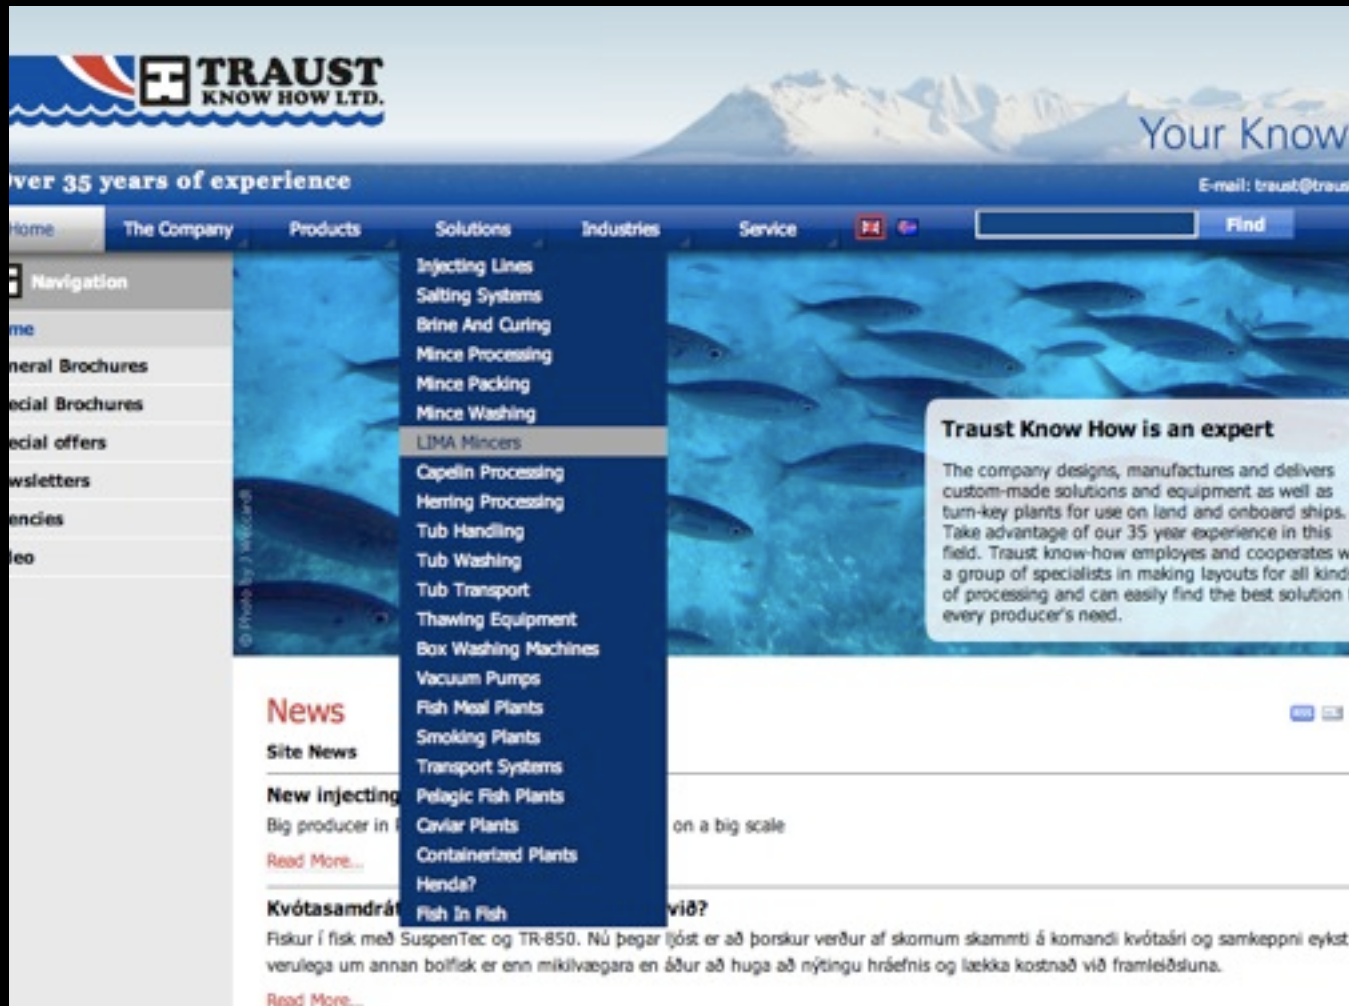 TRAUST
KNOW HOW LTD.
Your Know
ver 35 years of experience
E-mail: traust@traus
Home
The Company
Products
Solutions
Industries
Service
Find
Navigation
me
neral Brochures
ecial Brochures
ecial offers
wsletters
encies
leo
Injecting Lines
Salting Systems
Brine And Curing
Mince Processing
Mince Packing
Mince Washing
LIMA Mincers
Capelin Processing
Herring Processing
Tub Handling
Tub Washing
Tub Transport
Thawing Equipment
Box Washing Machines
Vacuum Pumps
Fish Meal Plants
Smoking Plants
Transport Systems
Pelagic Fish Plants
Caviar Plants
Containerized Plants
Henda?
Fish In Fish
Traust Know How is an expert
The company designs, manufactures and delivers
custom-made solutions and equipment as well as
turn-key plants for use on land and onboard ships.
Take advantage of our 35 year experience in this
field. Traust know-how employes and cooperates w
a group of specialists in making layouts for all kind
of processing and can easily find the best solution
every producer's need.
© Photo by J
News
RSS
Site News
New injecting
Big producer in on a big scale
Read More...
Kvótasamdrát við?
Fiskur í fisk með SuspenTec og TR-850. Nú þegar ljóst er að þorskur verður af skornum skammti á komandi kvótaári og samkeppni eykst
verulega um annan bolfisk er enn mikilvægara en áður að huga að nýtingu hráefnis og lækka kostnað við framleiðsluna.
Read More...